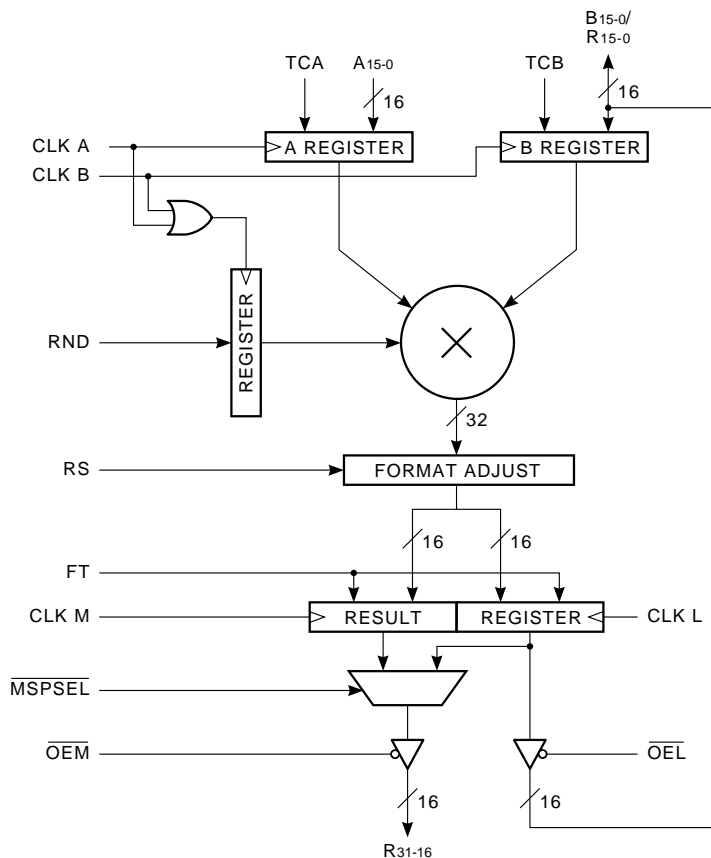 B15-0/
R15-0
TCA
A15-0
TCB
16
16
CLK A
A REGISTER
B REGISTER
CLK B
REGISTER
RND
32
RS
FORMAT ADJUST
16
16
FT
CLK M
RESULT
REGISTER
CLK L
MSPSEL
OEM
OEL
16
16
R31-16